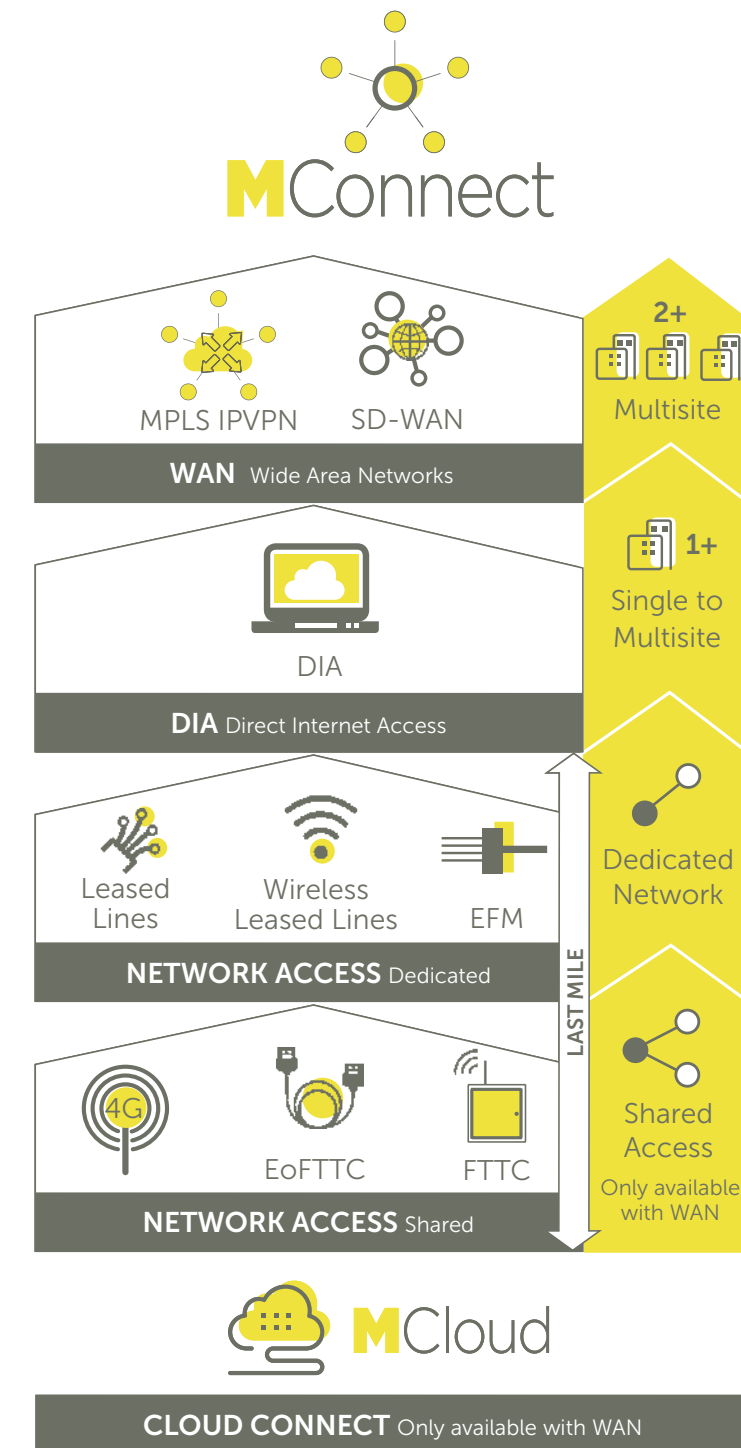 MConnect
MPLS IPVPN
SD-WAN
WAN Wide Area Networks
2+
Multisite
DIA
DIA Direct Internet Access
1+
Single to
Multisite
Leased
Lines
Wireless
Leased Lines
EFM
NETWORK ACCESS Dedicated
Dedicated
Network
LAST MILE
4G
EoFTTC
FTTC
NETWORK ACCESS Shared
Shared
Access
Only available
with WAN
MCloud
CLOUD CONNECT Only available with WAN